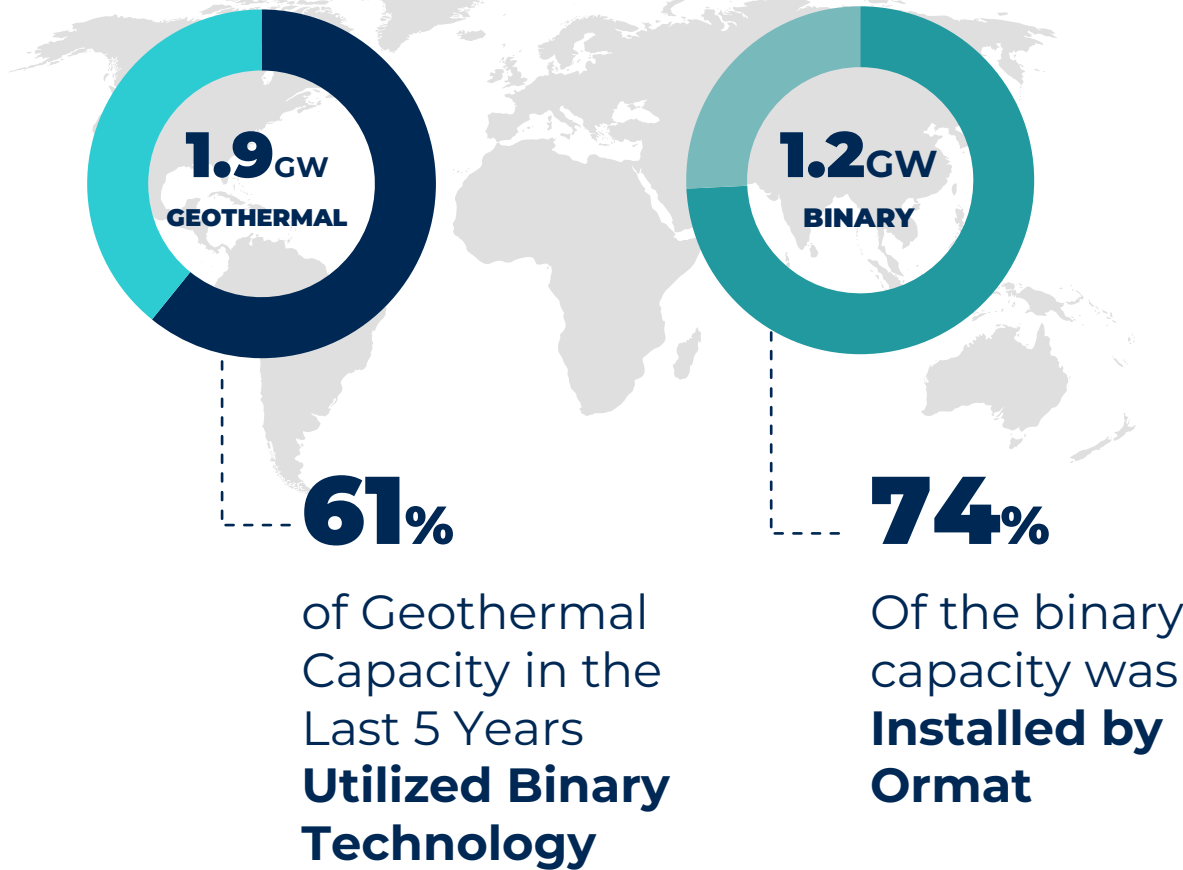 1.9GW
GEOTHERMAL
1.2GW
BINARY
61%
of Geothermal
Capacity in the
Last 5 Years
Utilized Binary
Technology
74%
Of the binary
capacity was
Installed by
Ormat